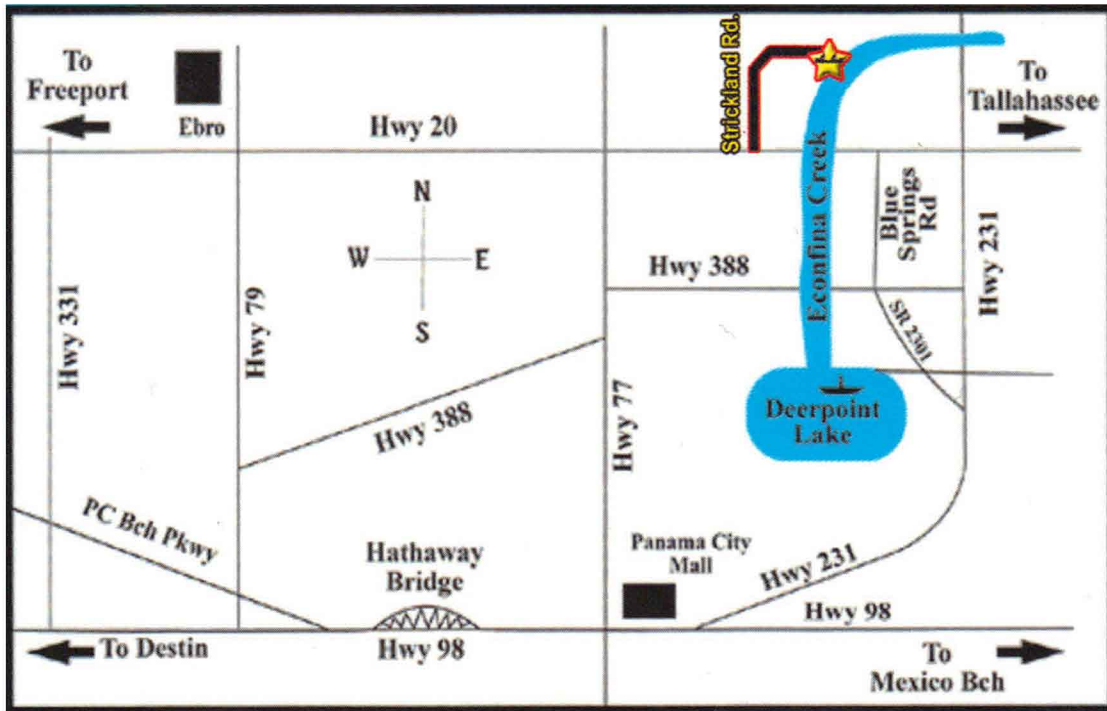 To
Freeport
Ebro
Hwy 20
Strickland Rd.
To
Tallahassee
N
W
E
S
Hwy 331
Hwy 79
Hwy 388
Hwy 388
Hwy 77
Econfina Creek
Blue
Springs
Rd
Hwy 231
SR 2301
Deerpoint
Lake
PC Bch Pkwy
Hathaway
Bridge
Panama City
Mall
Hwy 231
Hwy 98
To Destin
Hwy 98
To
Mexico Bch